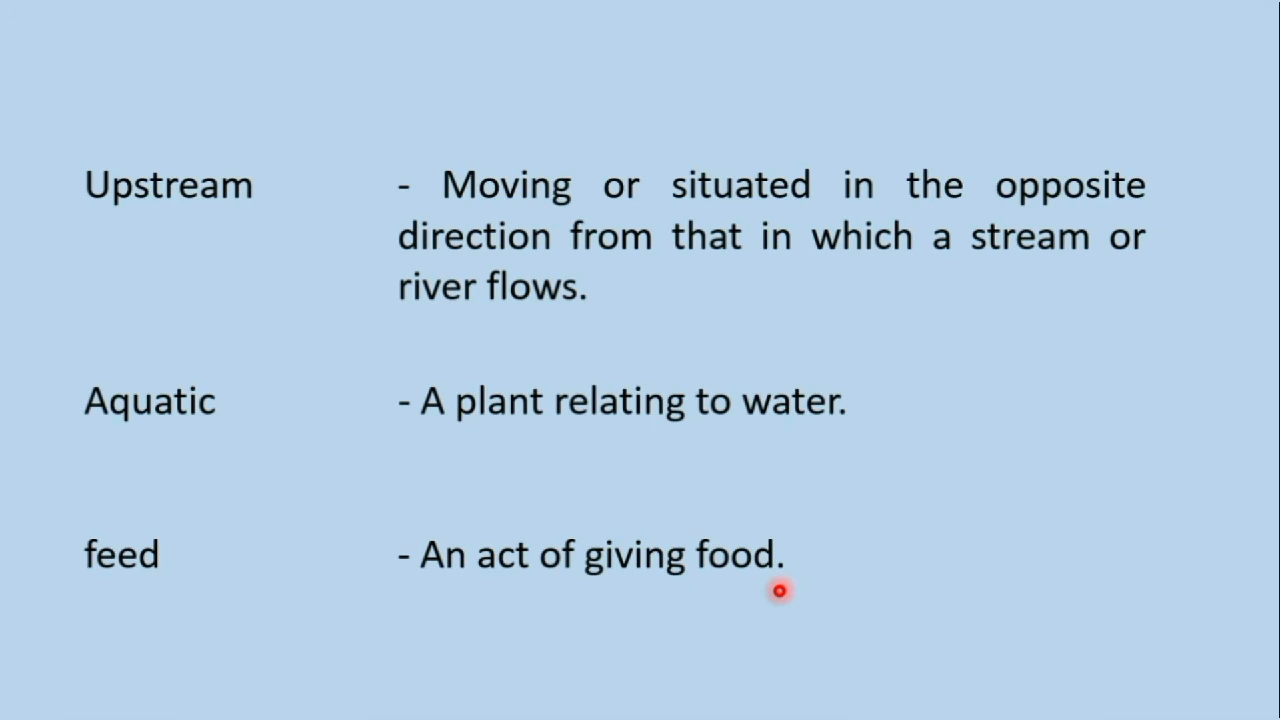 Upstream - Moving or situated in the opposite
direction from that in which a stream or
river flows.
Aquatic - A plant relating to water.
feed - An act of giving food.